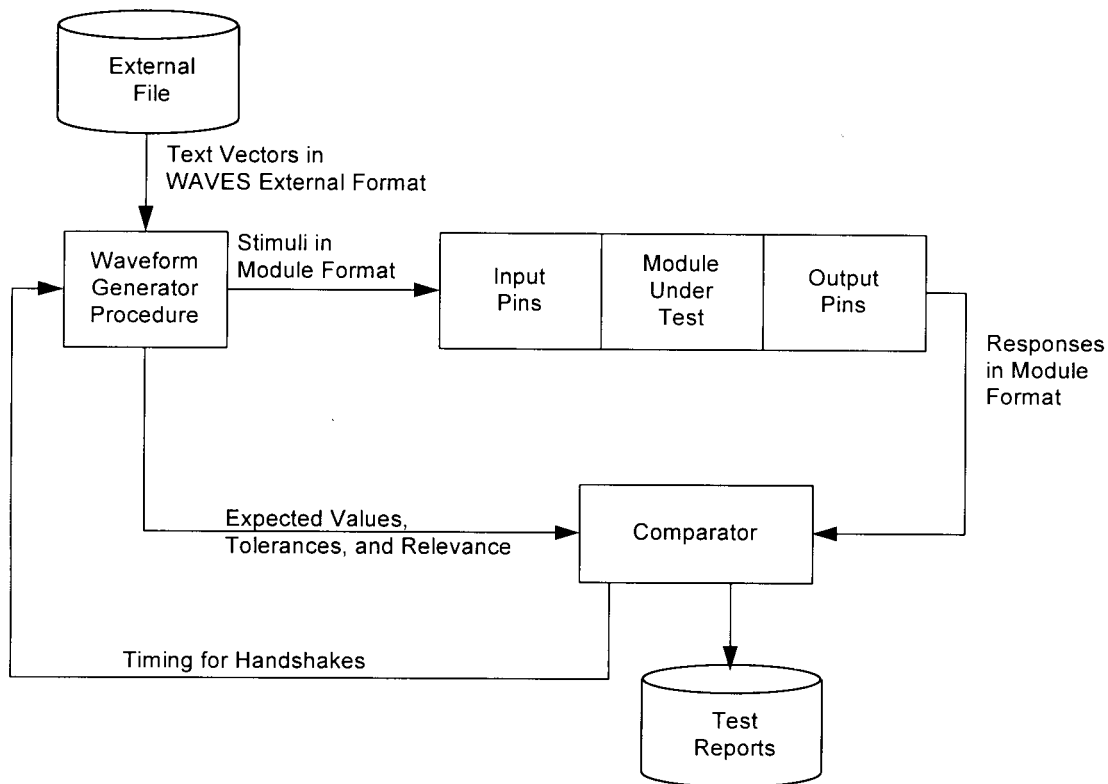 External
File
Text Vectors in
WAVES External Format
Waveform
Generator
Procedure
Stimuli in
Module Format
Input
Pins
Module
Under
Test
Output
Pins
Responses
in Module
Format
Expected Values,
Tolerances, and Relevance
Comparator
Timing for Handshakes
Test
Reports